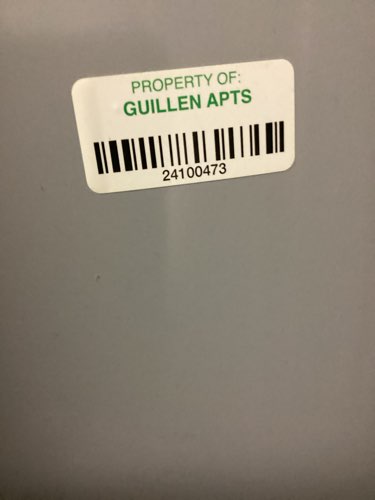 PROPERTY OF:
GUILLEN APTS
24100473